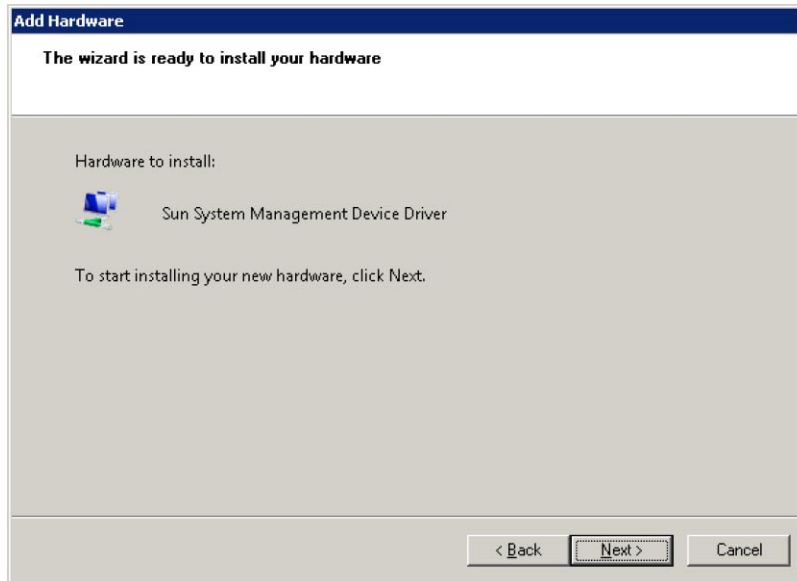 Add Hardware
The wizard is ready to install your hardware
Hardware to install:
Sun System Management Device Driver
To start installing your new hardware, click Next.
< Back Next > Cancel